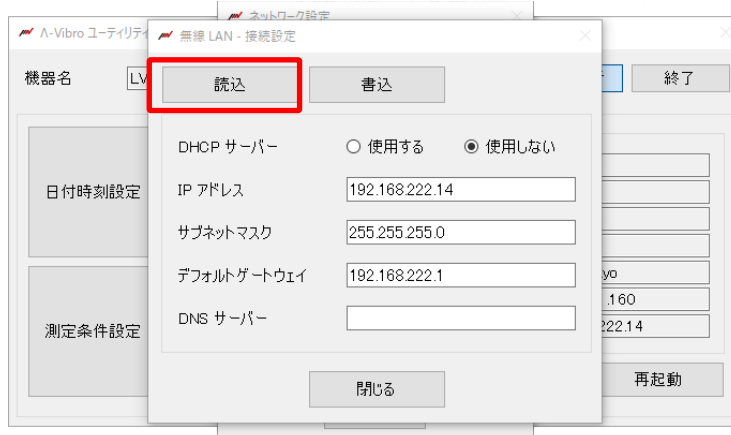 ネットワーク設定
Λ-Vibro ユーティリティ
無線 LAN - 接続設定
機器名
LV
終了
読込
書込
DHCP サーバー
使用する
使用しない
IP アドレス
192.168.222.14
サブネットマスク
255.255.255.0
デフォルトゲートウェイ
192.168.222.1
DNS サーバー
閉じる
日付時刻設定
測定条件設定
yo
.160
222.14
再起動